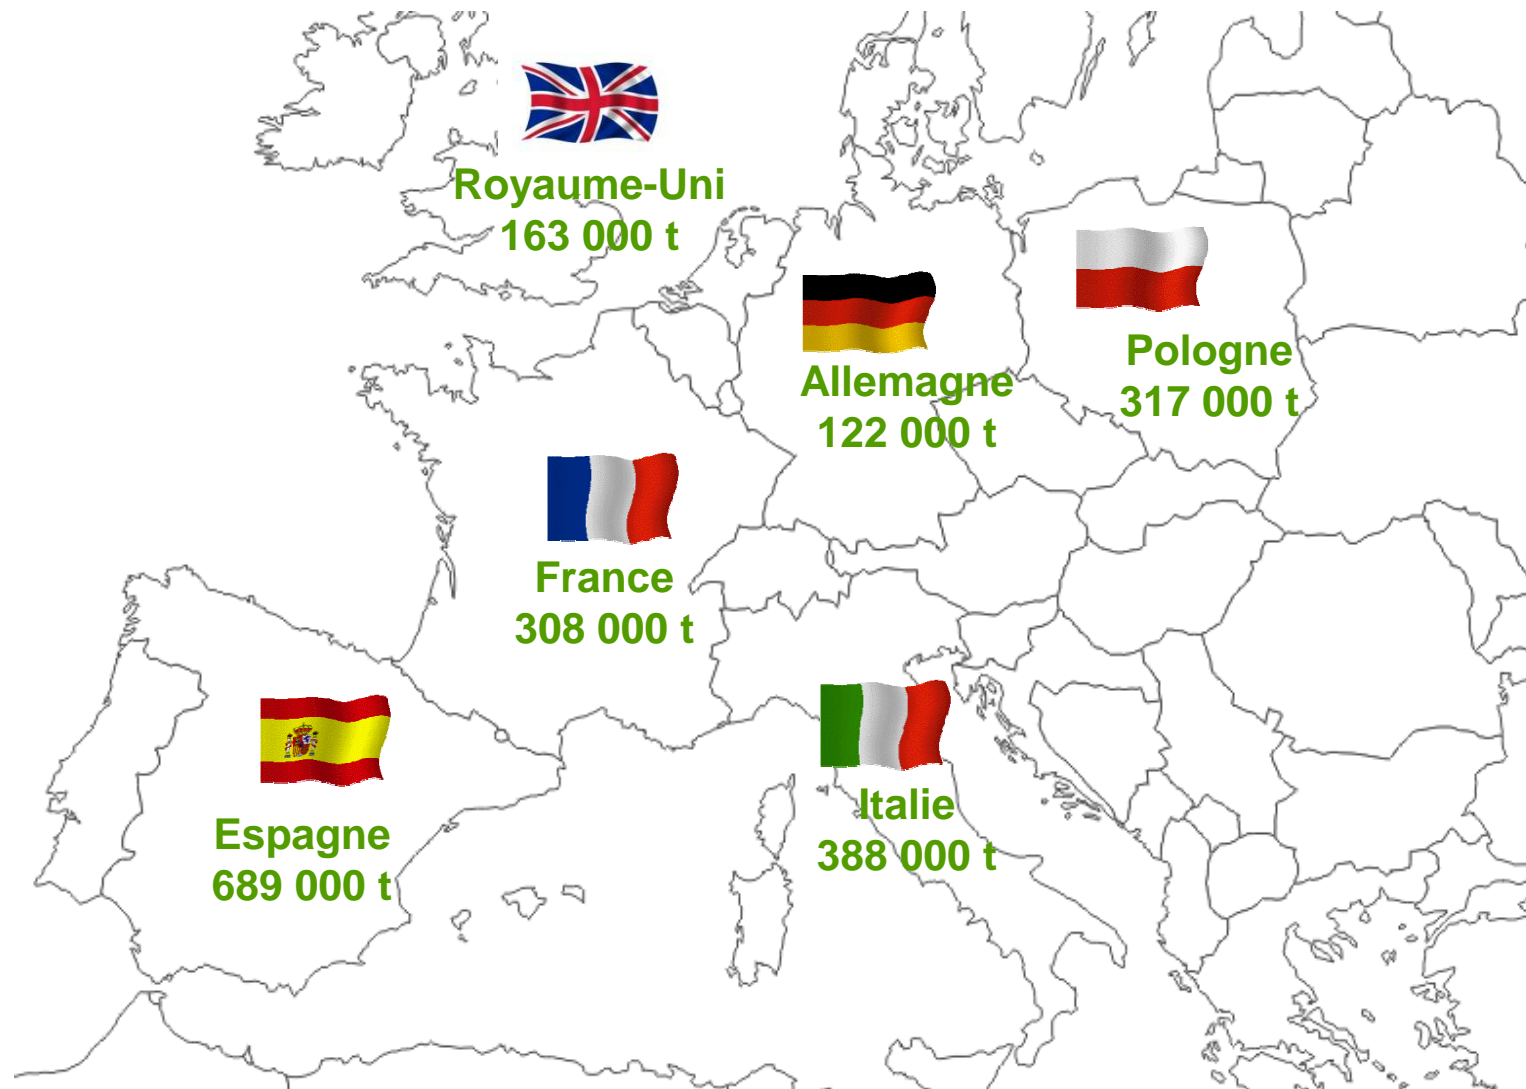 Royaume-Uni
163 000 t
Allemagne
122 000 t
Pologne
317 000 t
France
308 000 t
Espagne
689 000 t
Italie
388 000 t